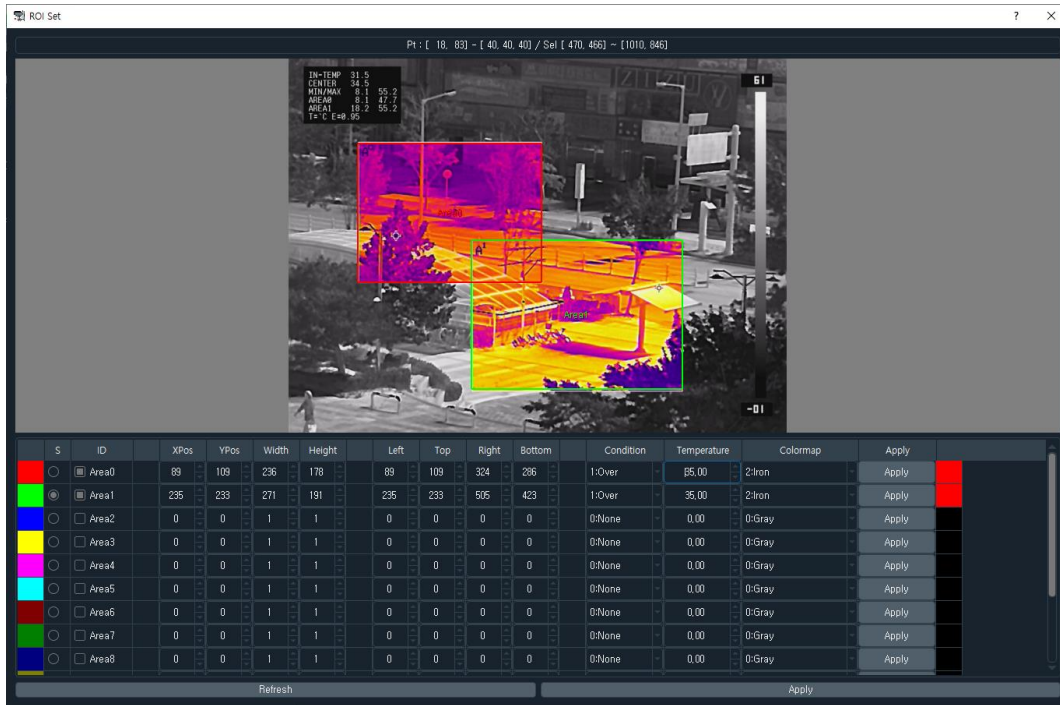 ROI Set ? ×
Pt : [ 18, 83] - [ 40, 40, 40] / Sel [ 470, 466] ~ [1010, 846]
IN-TEMP 31.5
CENTER 34.5
MIN/MAX 8.1 55.2
AREA0 8.1 47.7
AREA1 18.2 55.2
T=°C E=0.95
61
Area0
A1
Area1
-01
S ID XPos YPos Width Height Left Top Right Bottom Condition Temperature Colormap Apply
Area0 89 109 236 178 89 109 324 286 1:Over 35,00 2:Iron Apply
Area1 235 233 271 191 235 233 505 423 1:Over 35,00 2:Iron Apply
Area2 0 0 1 1 0 0 0 0 0:None 0,00 0:Gray Apply
Area3 0 0 1 1 0 0 0 0 0:None 0,00 0:Gray Apply
Area4 0 0 1 1 0 0 0 0 0:None 0,00 0:Gray Apply
Area5 0 0 1 1 0 0 0 0 0:None 0,00 0:Gray Apply
Area6 0 0 1 1 0 0 0 0 0:None 0,00 0:Gray Apply
Area7 0 0 1 1 0 0 0 0 0:None 0,00 0:Gray Apply
Area8 0 0 1 1 0 0 0 0 0:None 0,00 0:Gray Apply
Refresh Apply